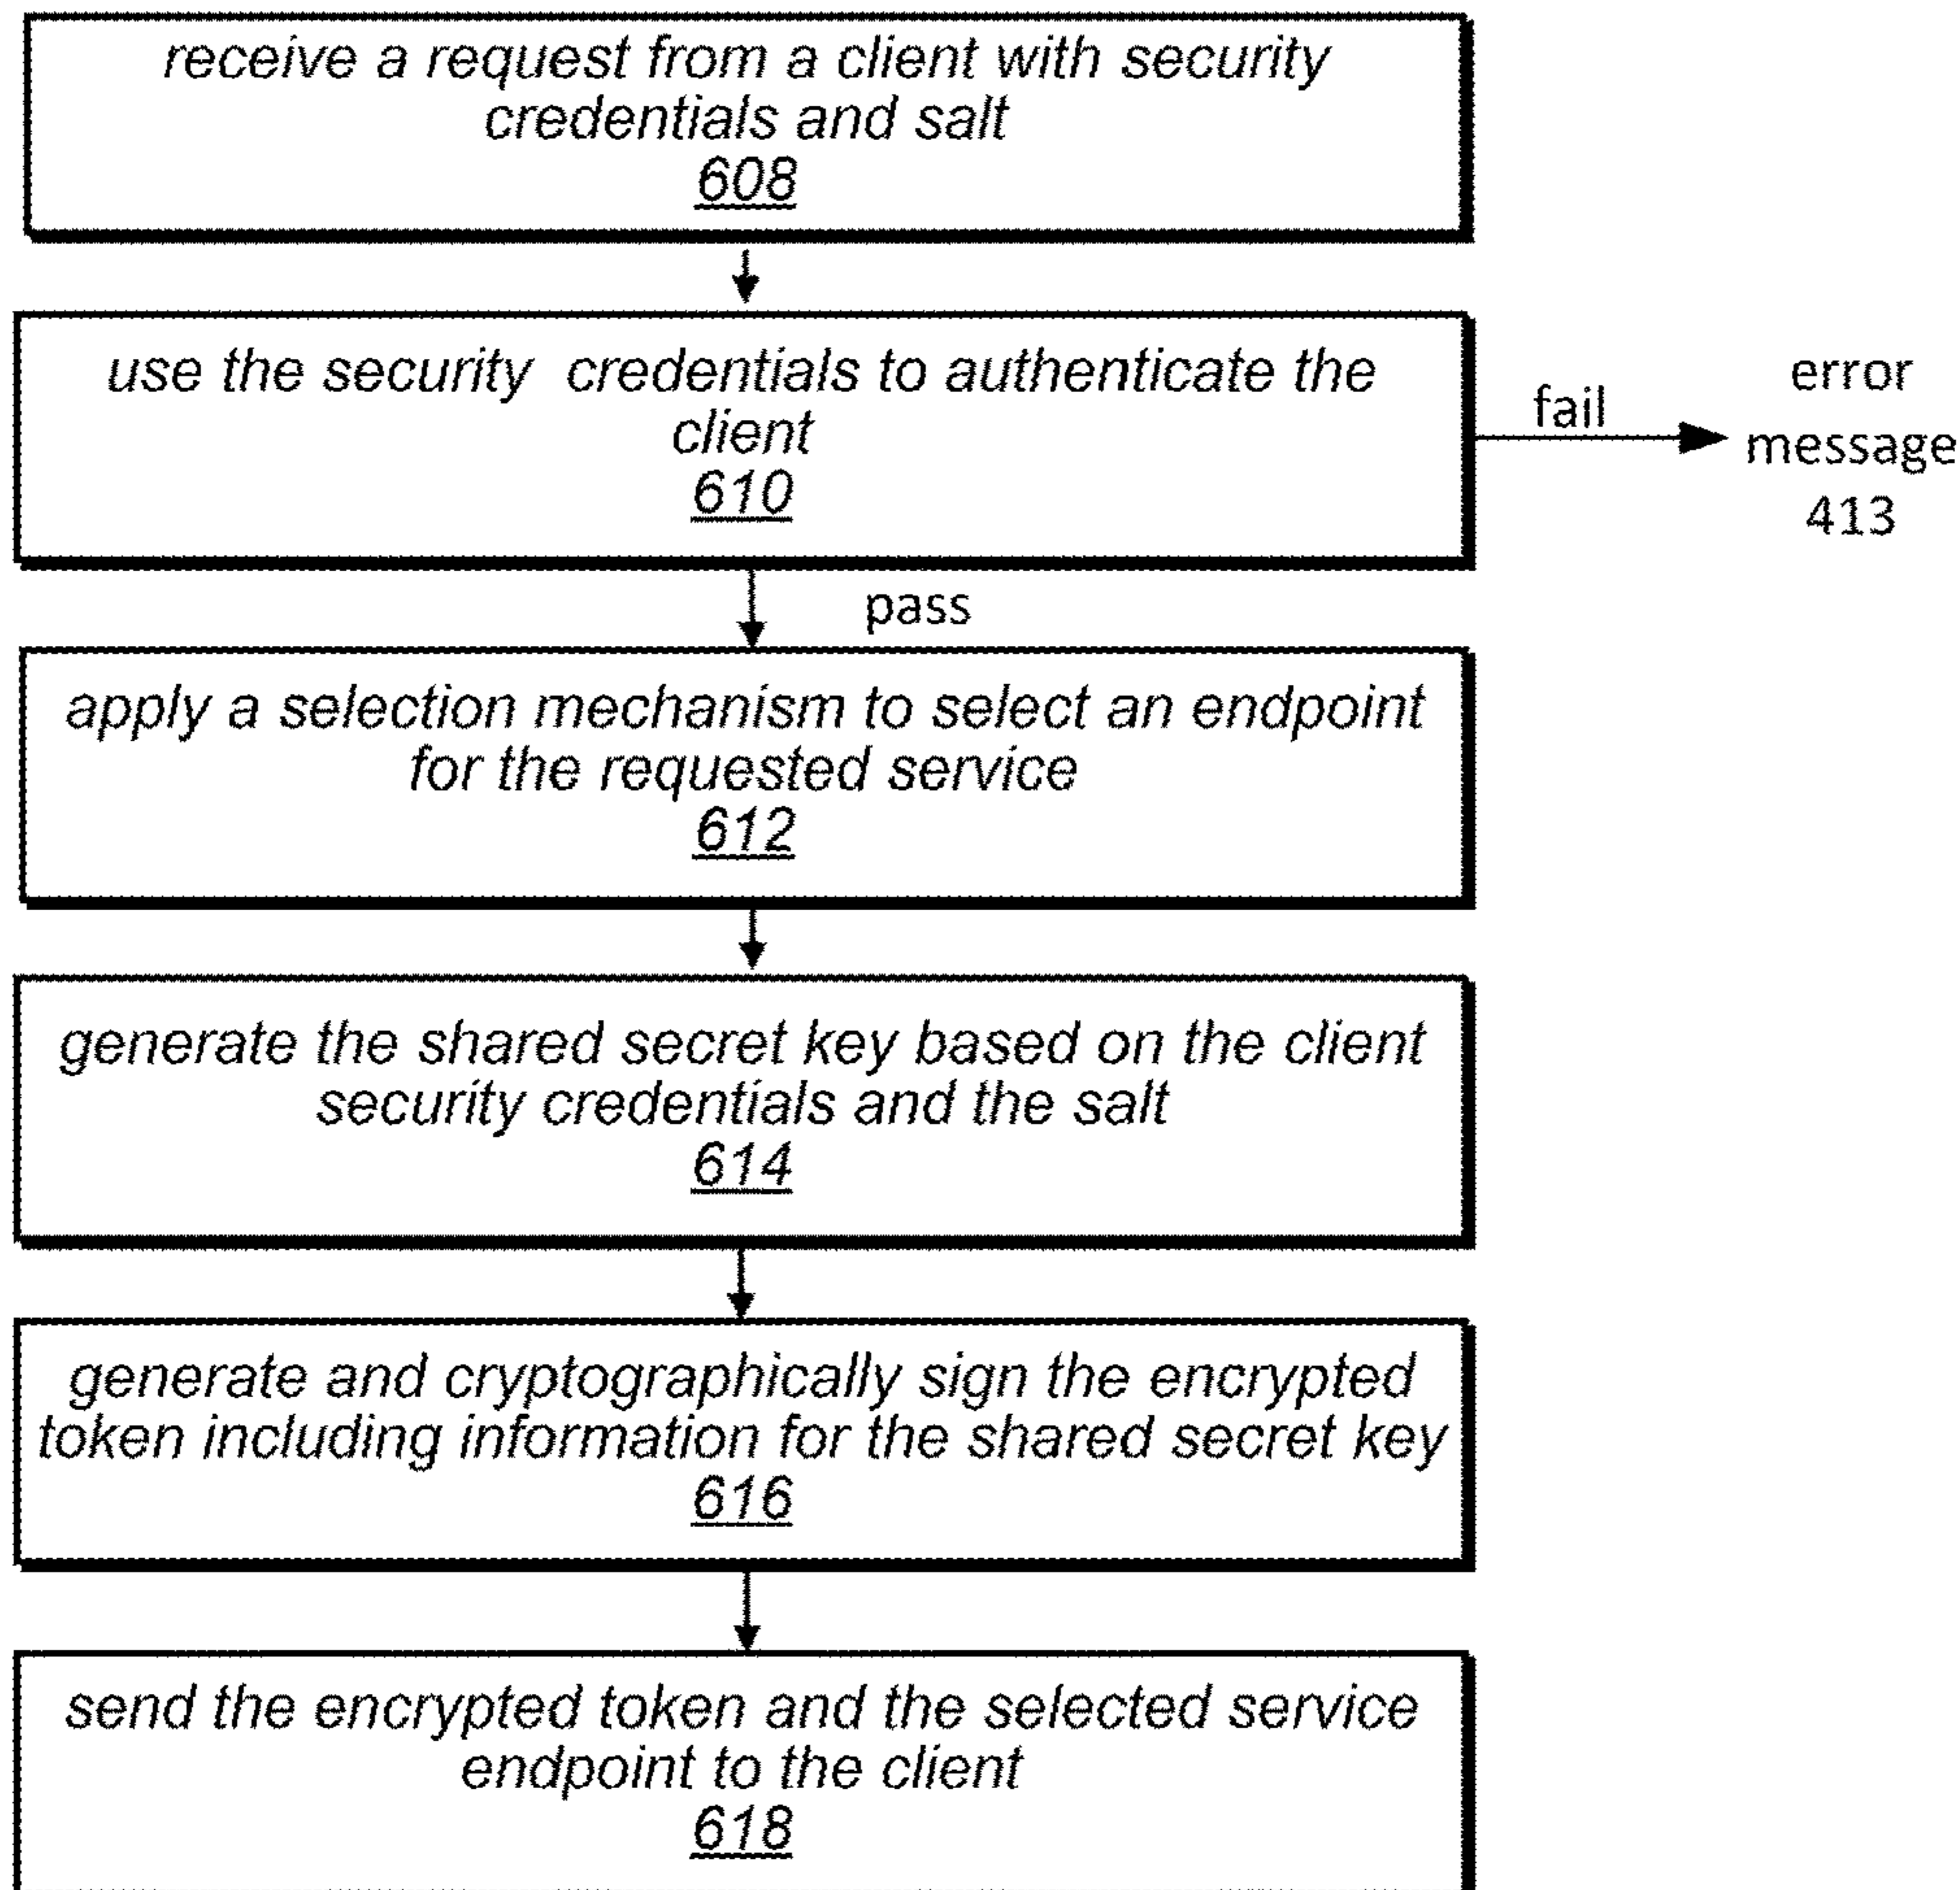 receive a request from a client with security
credentials and salt
608
use the security credentials to authenticate the
client
610
fail
error
message
413
pass
apply a selection mechanism to select an endpoint
for the requested service
612
generate the shared secret key based on the client
security credentials and the salt
614
generate and cryptographically sign the encrypted
token including information for the shared secret key
616
send the encrypted token and the selected service
endpoint to the client
618